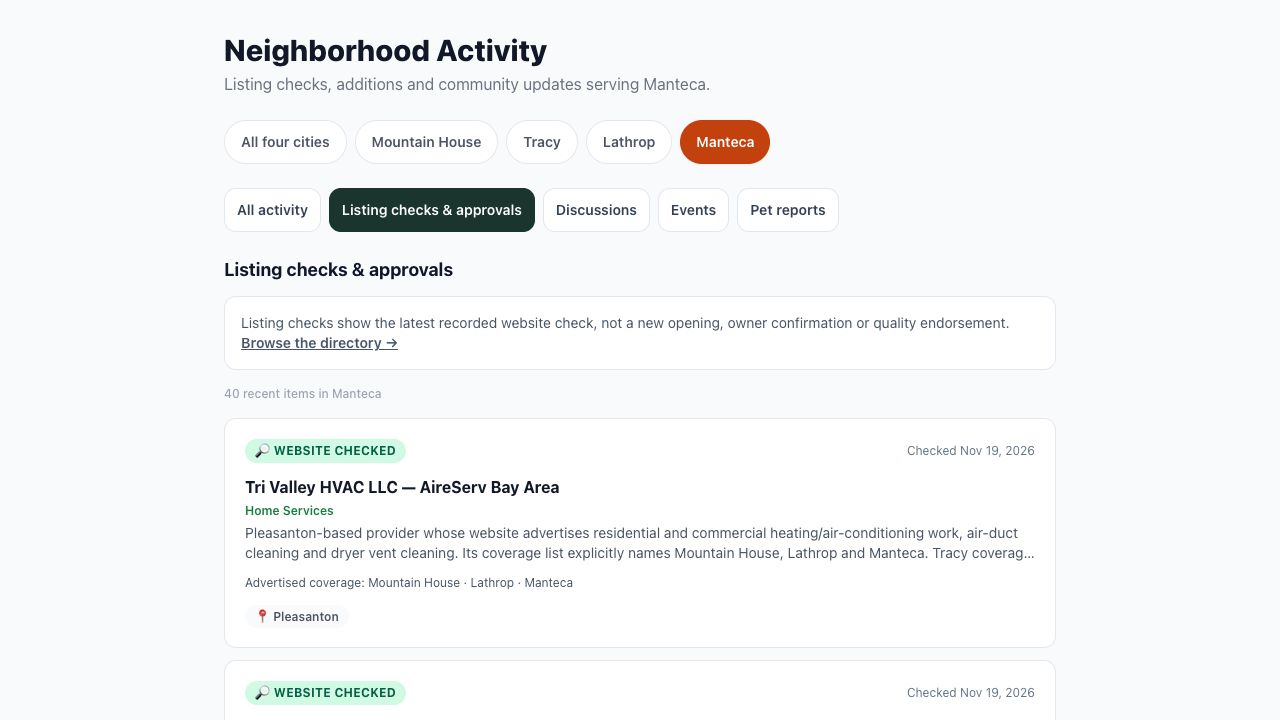 Neighborhood Activity
Listing checks, additions and community updates serving Manteca.
All four cities
Mountain House
Tracy
Lathrop
Manteca
All activity
Listing checks & approvals
Discussions
Events
Pet reports
Listing checks & approvals
Listing checks show the latest recorded website check, not a new opening, owner confirmation or quality endorsement.
Browse the directory →
40 recent items in Manteca
WEBSITE CHECKED
Checked Nov 19, 2026
Tri Valley HVAC LLC — AireServ Bay Area
Home Services
Pleasanton-based provider whose website advertises residential and commercial heating/air-conditioning work, air-duct
cleaning and dryer vent cleaning. Its coverage list explicitly names Mountain House, Lathrop and Manteca. Tracy coverag...
Advertised coverage: Mountain House · Lathrop · Manteca
Pleasanton
WEBSITE CHECKED
Checked Nov 19, 2026